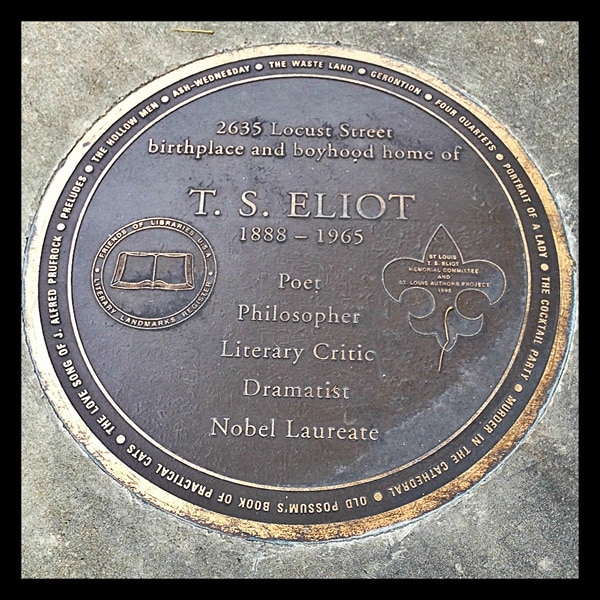 THE WASTE LAND • GERONTION • FOUR QUARTETS • PORTRAIT OF A LADY • THE COCKTAIL PARTY • MURDER IN THE CATHEDRAL • OLD POSSUM'S BOOK OF PRACTICAL CATS • THE LOVE SONG OF J. ALFRED PRUFROCK • PRELUDES • THE HOLLOW MEN • ASH-WEDNESDAY •
2635 Locust Street
birthplace and boyhood home of
T. S. ELIOT
1888 – 1965
Poet
Philosopher
Literary Critic
Dramatist
Nobel Laureate
• FRIENDS OF LIBRARIES U.S.A. •
LITERARY LANDMARKS REGISTER
ST LOUIS
T. S. ELIOT
MEMORIAL COMMITTEE
AND
ST. LOUIS AUTHORS PROJECT